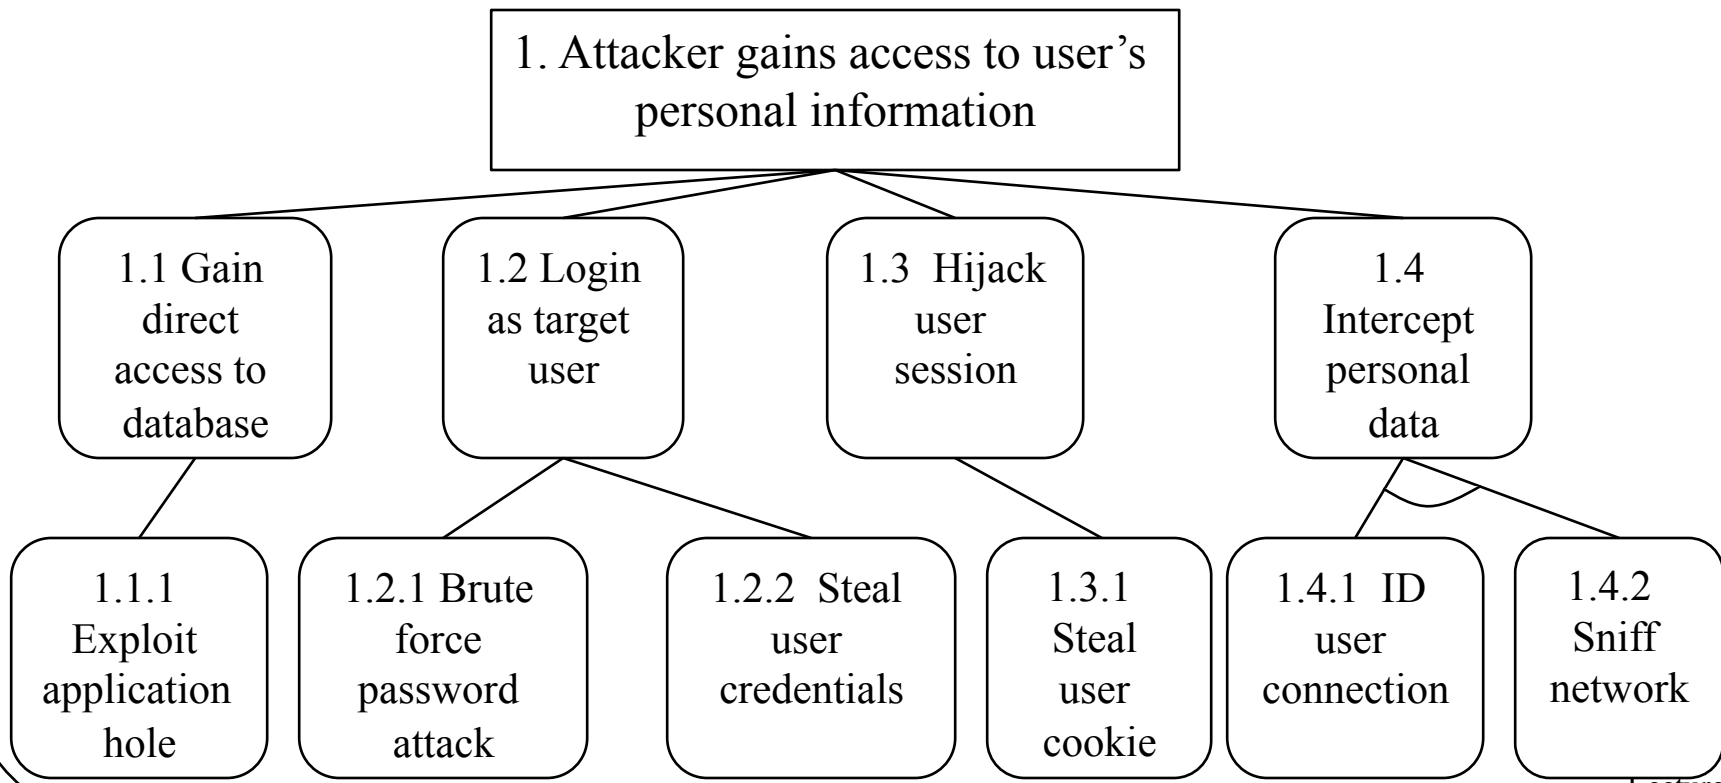 1. Attacker gains access to user’s
personal information
1.1 Gain
direct
access to
database
1.2 Login
as target
user
1.3 Hijack
user
session
1.4
Intercept
personal
data
1.1.1
Exploit
application
hole
1.2.1 Brute
force
password
attack
1.2.2 Steal
user
credentials
1.3.1
Steal
user
cookie
1.4.1 ID
user
connection
1.4.2
Sniff
network